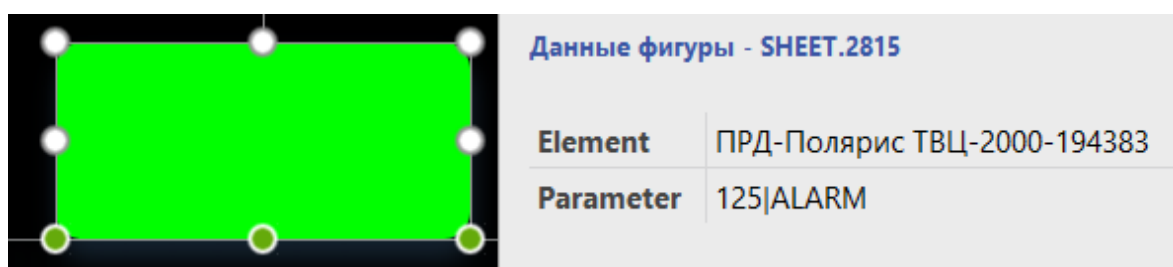 Данные фигуры - SHEET.2815
Element ПРД-Полярис ТВЦ-2000-194383
Parameter 125|ALARM